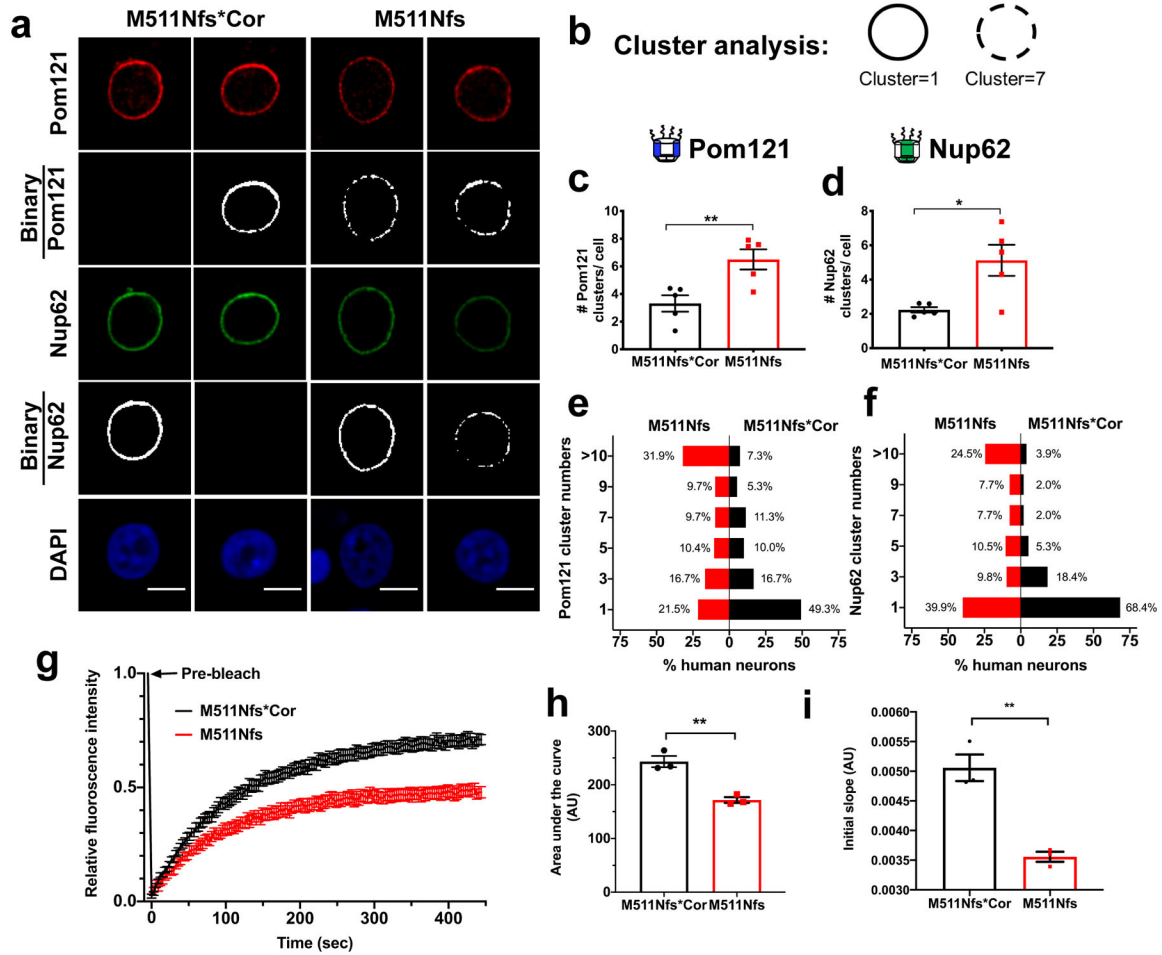 a
M511Nfs*Cor
M511Nfs
Pom121
Binary
Pom121
Nup62
Binary
Nup62
DAPI
b
Cluster analysis:
Cluster=1
Cluster=7
Pom121
Nup62
c
# Pom121
clusters/ cell
10
8
6
4
2
0
**
M511Nfs*Cor
M511Nfs
d
# Nup62
clusters/ cell
8
6
4
2
0
*
M511Nfs*Cor
M511Nfs
e
M511Nfs
M511Nfs*Cor
Pom121 cluster numbers
>10 31.9% 7.3%
9 9.7% 5.3%
7 9.7% 11.3%
5 10.4% 10.0%
3 16.7% 16.7%
1 21.5% 49.3%
75 50 25 0 25 50 75
% human neurons
f
M511Nfs
M511Nfs*Cor
Nup62 cluster numbers
>10 24.5% 3.9%
9 7.7% 2.0%
7 7.7% 2.0%
5 10.5% 5.3%
3 9.8% 18.4%
1 39.9% 68.4%
75 50 25 0 25 50 75
% human neurons
g
Relative fluoroscence intensity
1.0
0.5
0.0
Pre-bleach
M511Nfs*Cor
M511Nfs
0 100 200 300 400
Time (sec)
h
Area under the curve
(AU)
300
200
100
0
**
M511Nfs*Cor
M511Nfs
i
Initial slope (AU)
0.0060
0.0055
0.0050
0.0045
0.0040
0.0035
0.0030
**
M511Nfs*Cor
M511Nfs